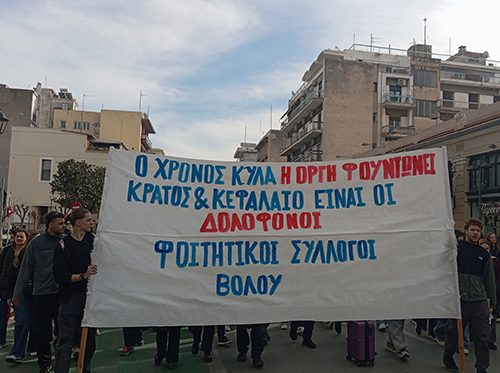 Ο ΧΡΟΝΟΣ ΚΥΛΑ Η ΟΡΓΗ ΦΟΥΝΤΩΝΕΙ
ΚΡΑΤΟΣ & ΚΕΦΑΛΑΙΟ ΕΙΝΑΙ ΟΙ
ΔΟΛΟΦΟΝΟΙ
ΦΟΙΤΗΤΙΚΟΙ ΣΥΛΛΟΓΟΙ
ΒΟΛΟΥ